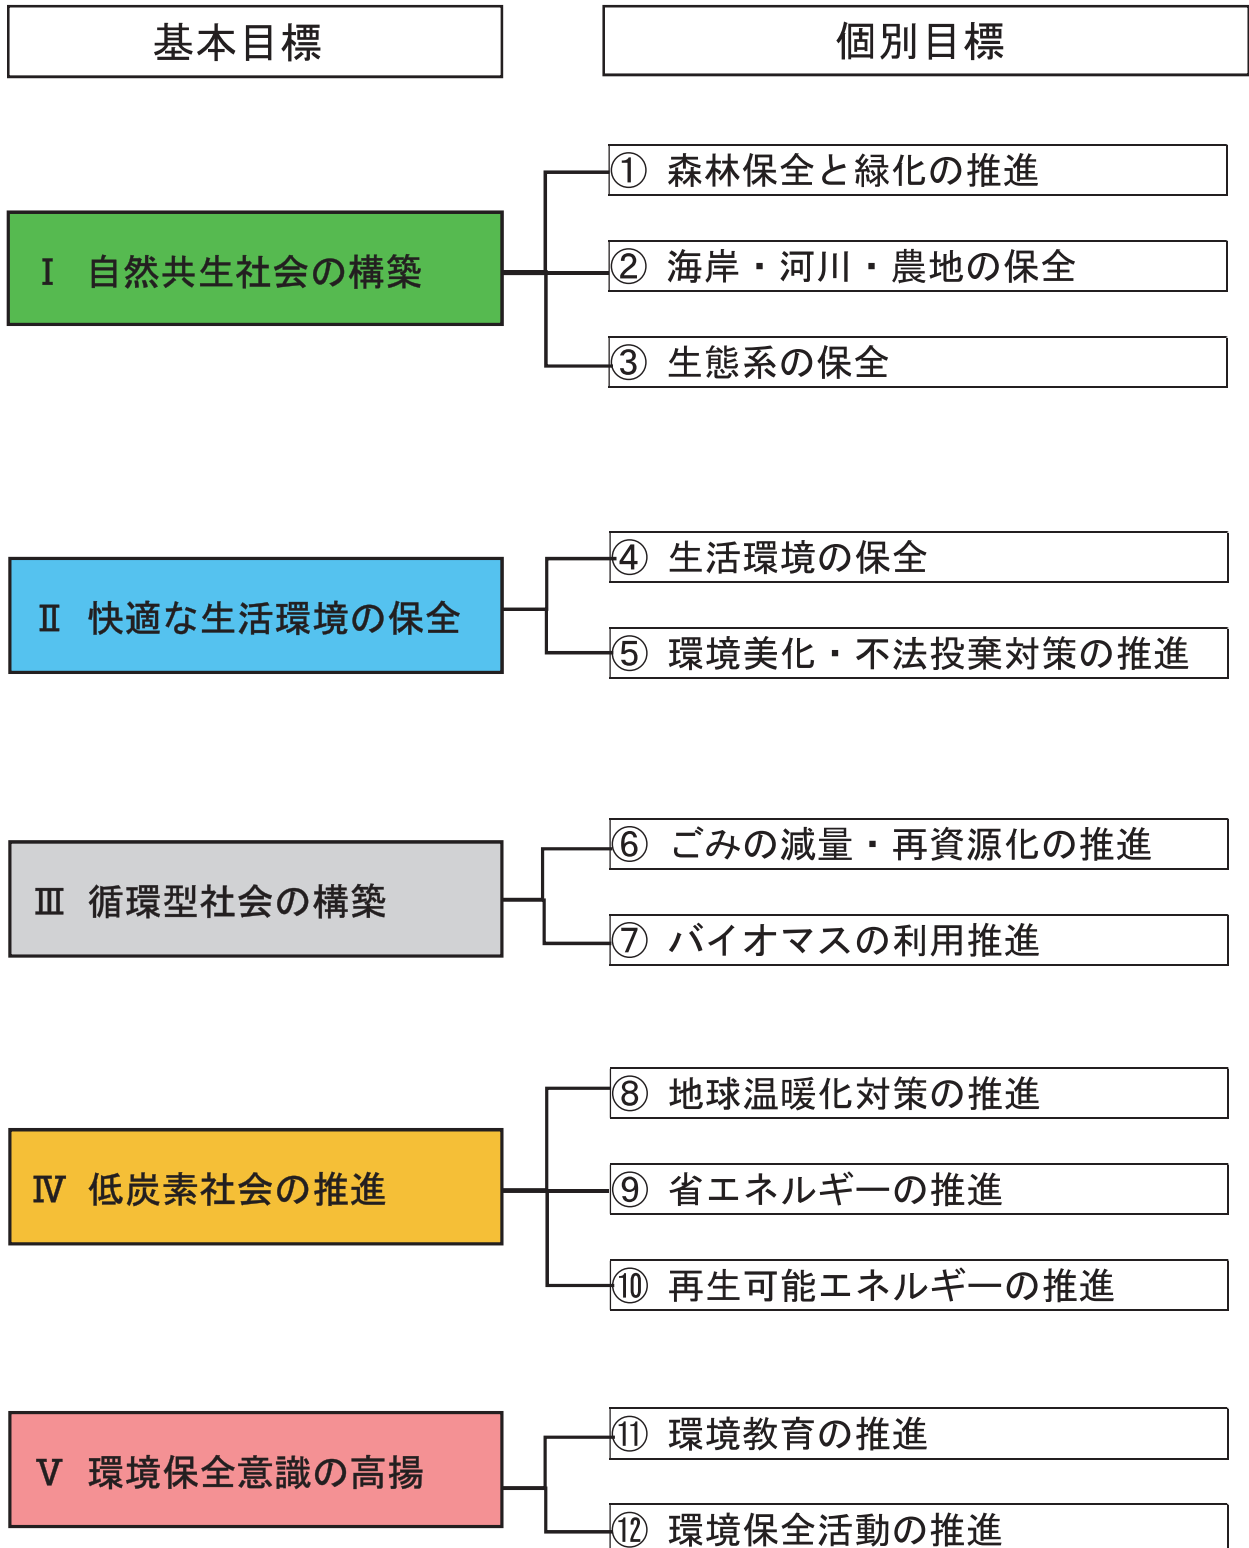 基本目標
個別目標
Ⅰ 自然共生社会の構築
① 森林保全と緑化の推進
② 海岸・河川・農地の保全
③ 生態系の保全
Ⅱ 快適な生活環境の保全
④ 生活環境の保全
⑤ 環境美化・不法投棄対策の推進
Ⅲ 循環型社会の構築
⑥ ごみの減量・再資源化の推進
⑦ バイオマスの利用推進
Ⅳ 低炭素社会の推進
⑧ 地球温暖化対策の推進
⑨ 省エネルギーの推進
⑩ 再生可能エネルギーの推進
Ⅴ 環境保全意識の高揚
⑪ 環境教育の推進
⑫ 環境保全活動の推進